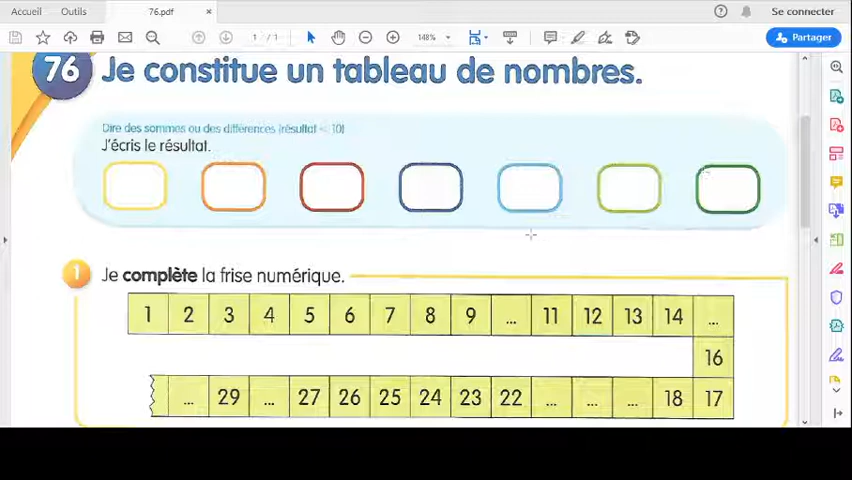 Accueil Outils 76.pdf × Se connecter
1 / 1 148% Partager
76 Je constitue un tableau de nombres.
Dire des sommes ou des différences (résultat < 10)
J'écris le résultat.
1 Je complète la frise numérique.
1 2 3 4 5 6 7 8 9 ... 11 12 13 14 ...
16
... 29 ... 27 26 25 24 23 22 ... ... ... 18 17